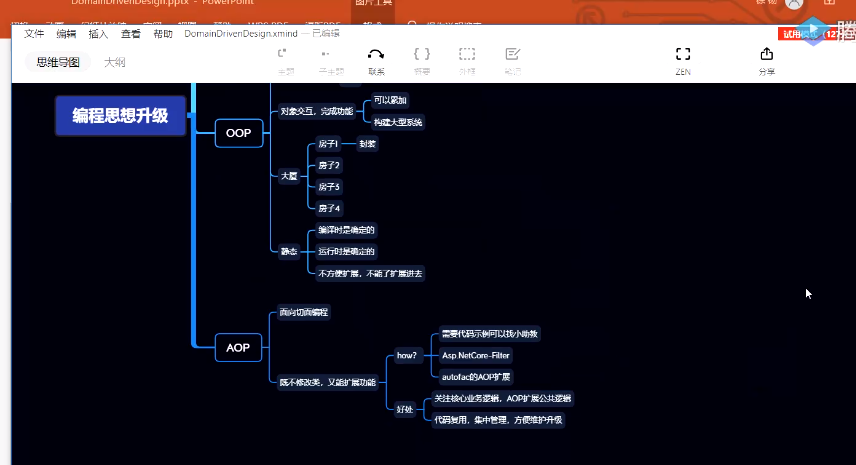 DomainDrivenDesign.pptx - PowerPoint
图片工具
文件 编辑 插入 查看 帮助 DomainDrivenDesign.xmind — 已编辑
试用模式
思维导图 大纲
主题 子主题 联系 概要 外框 笔记 ZEN 分享
编程思想升级
OOP
对象交互，完成功能
可以累加
构建大型系统
大厦
房子1
封装
房子2
房子3
房子4
静态
编译时是确定的
运行时是确定的
不方便扩展，不能了扩展进去
AOP
面向切面编程
既不修改类，又能扩展功能
how?
需要代码示例可以找小助教
Asp.NetCore-Filter
autofac的AOP扩展
好处
关注核心业务逻辑，AOP扩展公共逻辑
代码复用，集中管理，方便维护升级